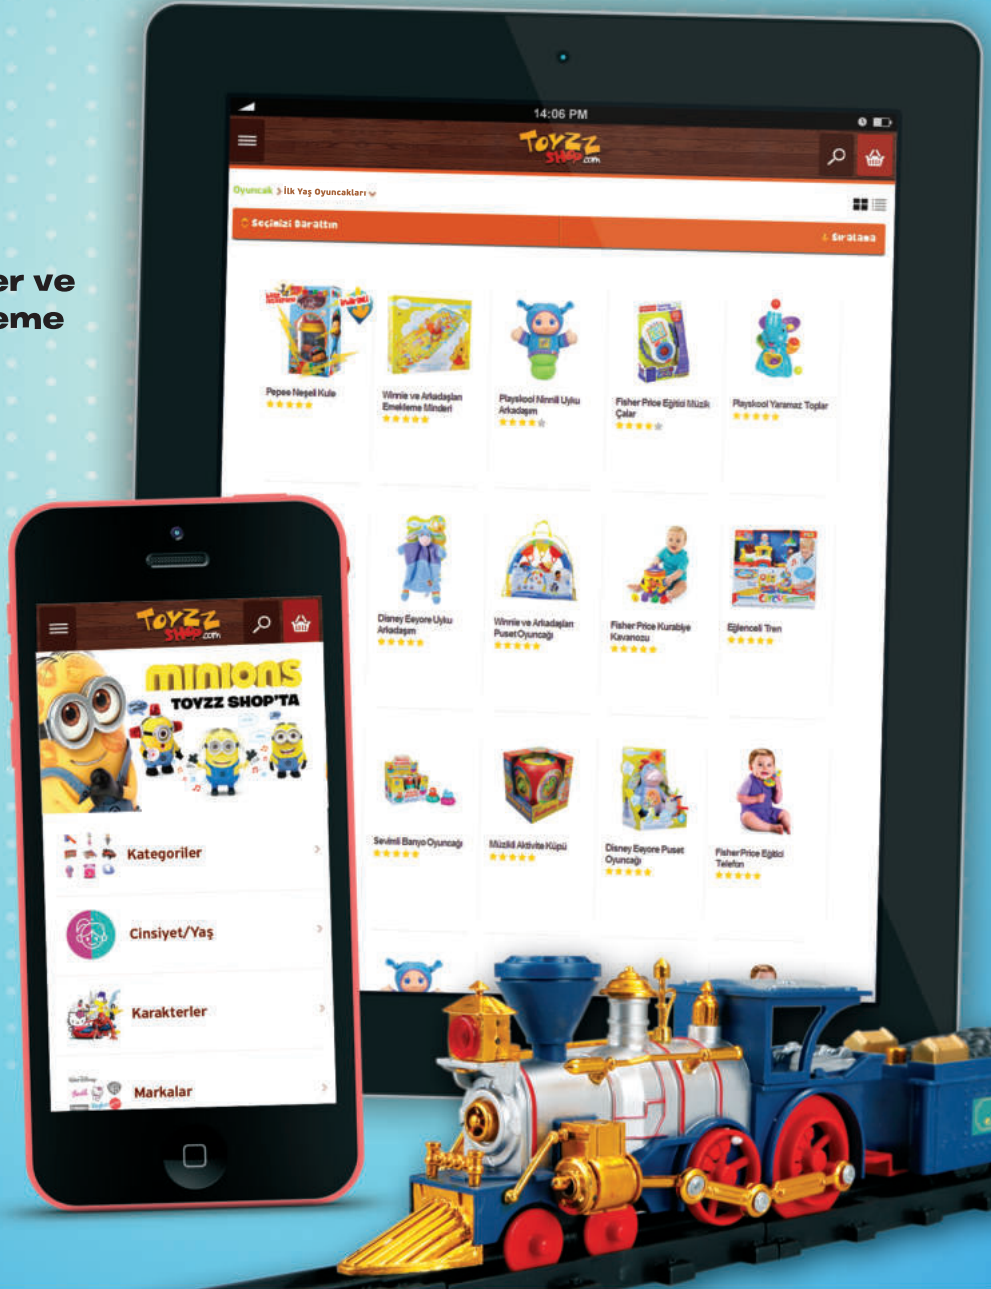 er ve
eme
14:06 PM
TOYZZ
SHOP.com
Oyuncak
İlk Yaş Oyuncakları
Seçiminizi Daraltın
Sıralama
Pepee Neşeli Kule
Winnie ve Arkadaşları
Emekleme Minderi
Playskool Ninnili Uyku
Arkadaşım
Fisher Price Eğitici Müzik
Çalar
Playskool Yaramaz Toplar
Disney Eeyore Uyku
Arkadaşım
Winnie ve Arkadaşları
Puset Oyuncağı
Fisher Price Kurabiye
Kavanozu
Eğlenceli Tren
Sevimli Banyo Oyuncağı
Müzikli Aktivite Küpü
Disney Eeyore Puset
Oyuncağı
Fisher Price Eğitici
Telefon
TOYZZ
SHOP.com
MINIONS
TOYZZ SHOP'TA
Kategoriler
Cinsiyet/Yaş
Karakterler
Markalar